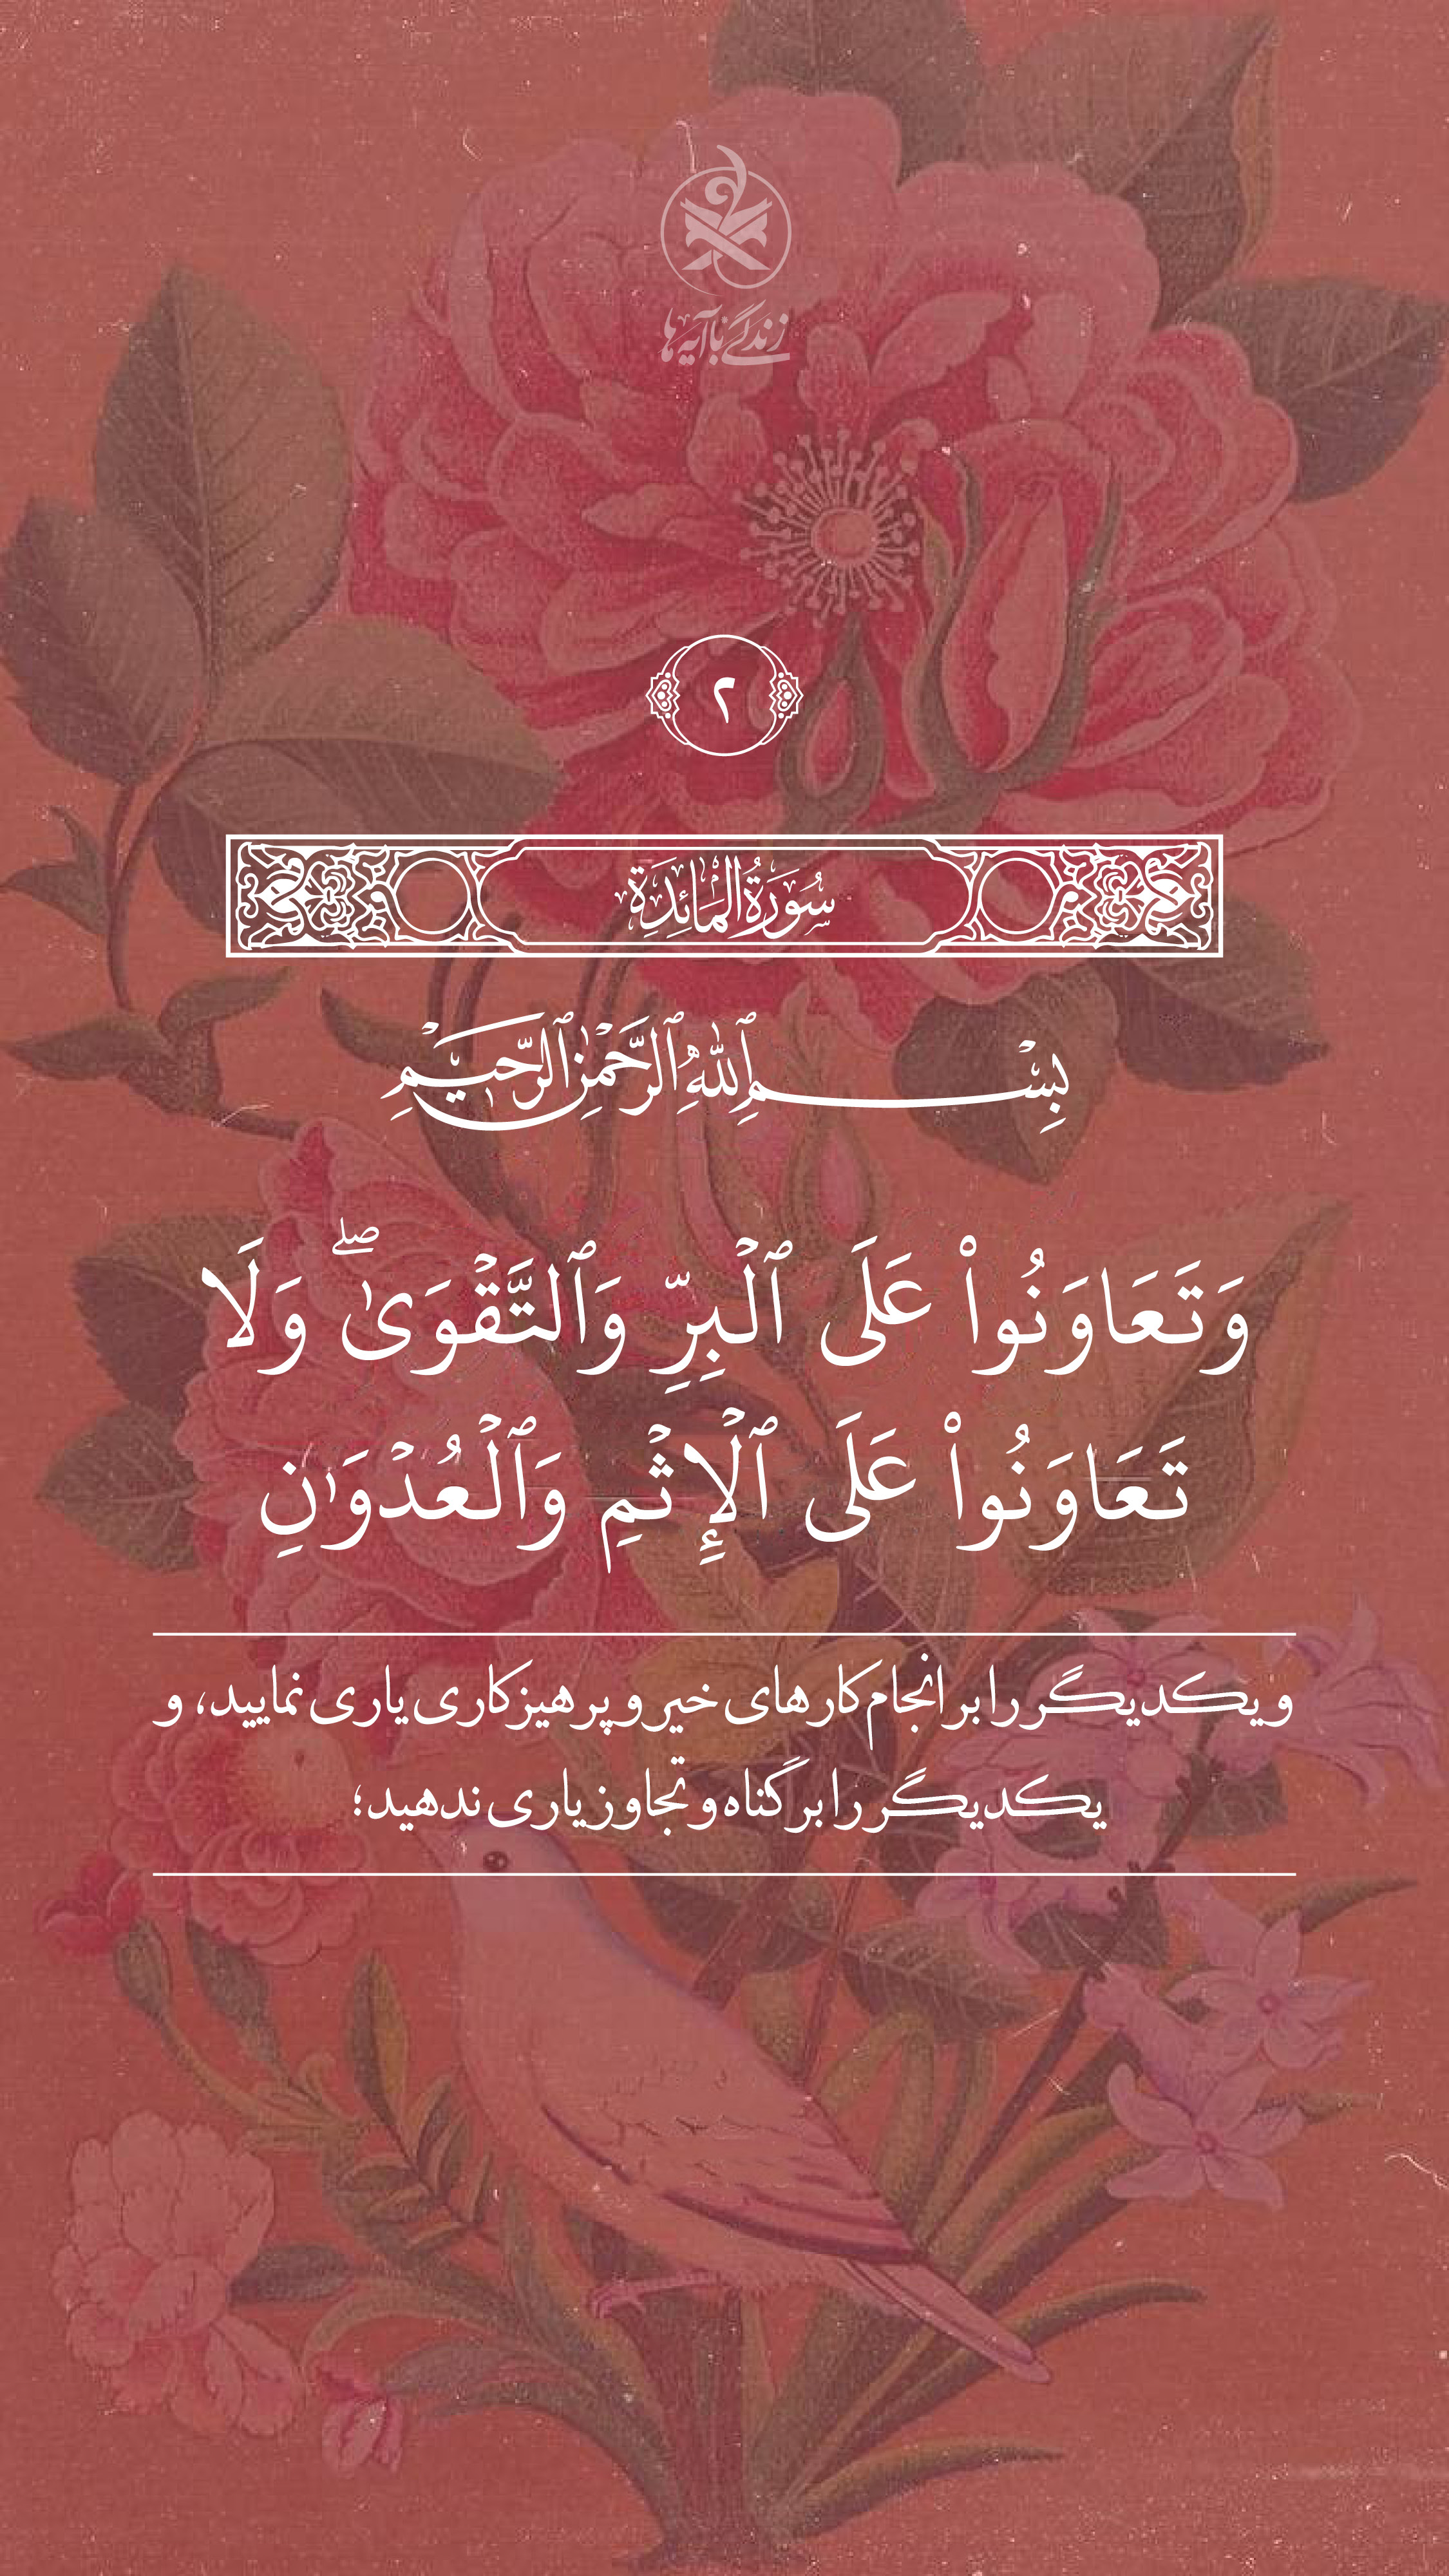 زندگی با آیه‌ها
۲
سُورَةُ الْمَائِدَةِ
بِسْمِ ٱللَّهِ ٱلرَّحْمَٰنِ ٱلرَّحِيمِ
وَتَعَاوَنُوا۟ عَلَى ٱلْبِرِّ وَٱلتَّقْوَىٰ ۖ وَلَا
تَعَاوَنُوا۟ عَلَى ٱلْإِثْمِ وَٱلْعُدْوَٰنِ
و یکدیگر را بر انجام کارهای خیر و پرهیزکاری یاری نمایید، و
یکدیگر را بر گناه و تجاوز یاری ندهید؛